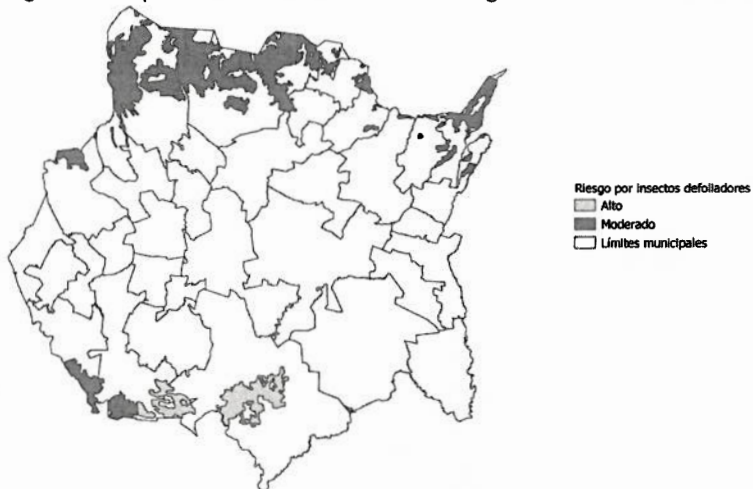 Riesgo por insectos defoliadores
Alto
Moderado
Límites municipales